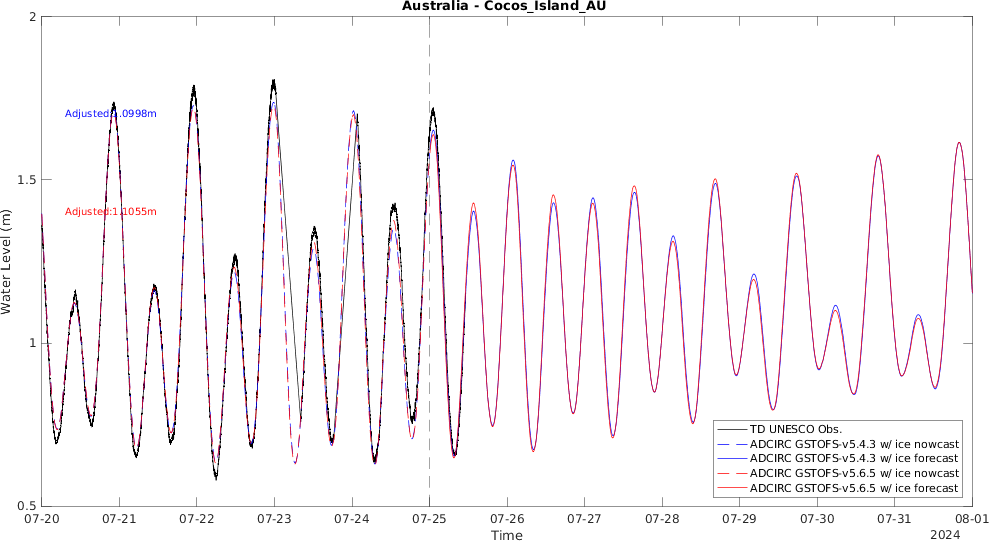 Australia - Cocos_Island_AU
2
1.5
1
0.5
Water Level (m)
Adjusted:1.0998m
Adjusted:1.1055m
TD UNESCO Obs.
ADCIRC GSTOFS-v5.4.3 w/ ice nowcast
ADCIRC GSTOFS-v5.4.3 w/ ice forecast
ADCIRC GSTOFS-v5.6.5 w/ ice nowcast
ADCIRC GSTOFS-v5.6.5 w/ ice forecast
07-20 07-21 07-22 07-23 07-24 07-25 07-26 07-27 07-28 07-29 07-30 07-31 08-01
Time
2024